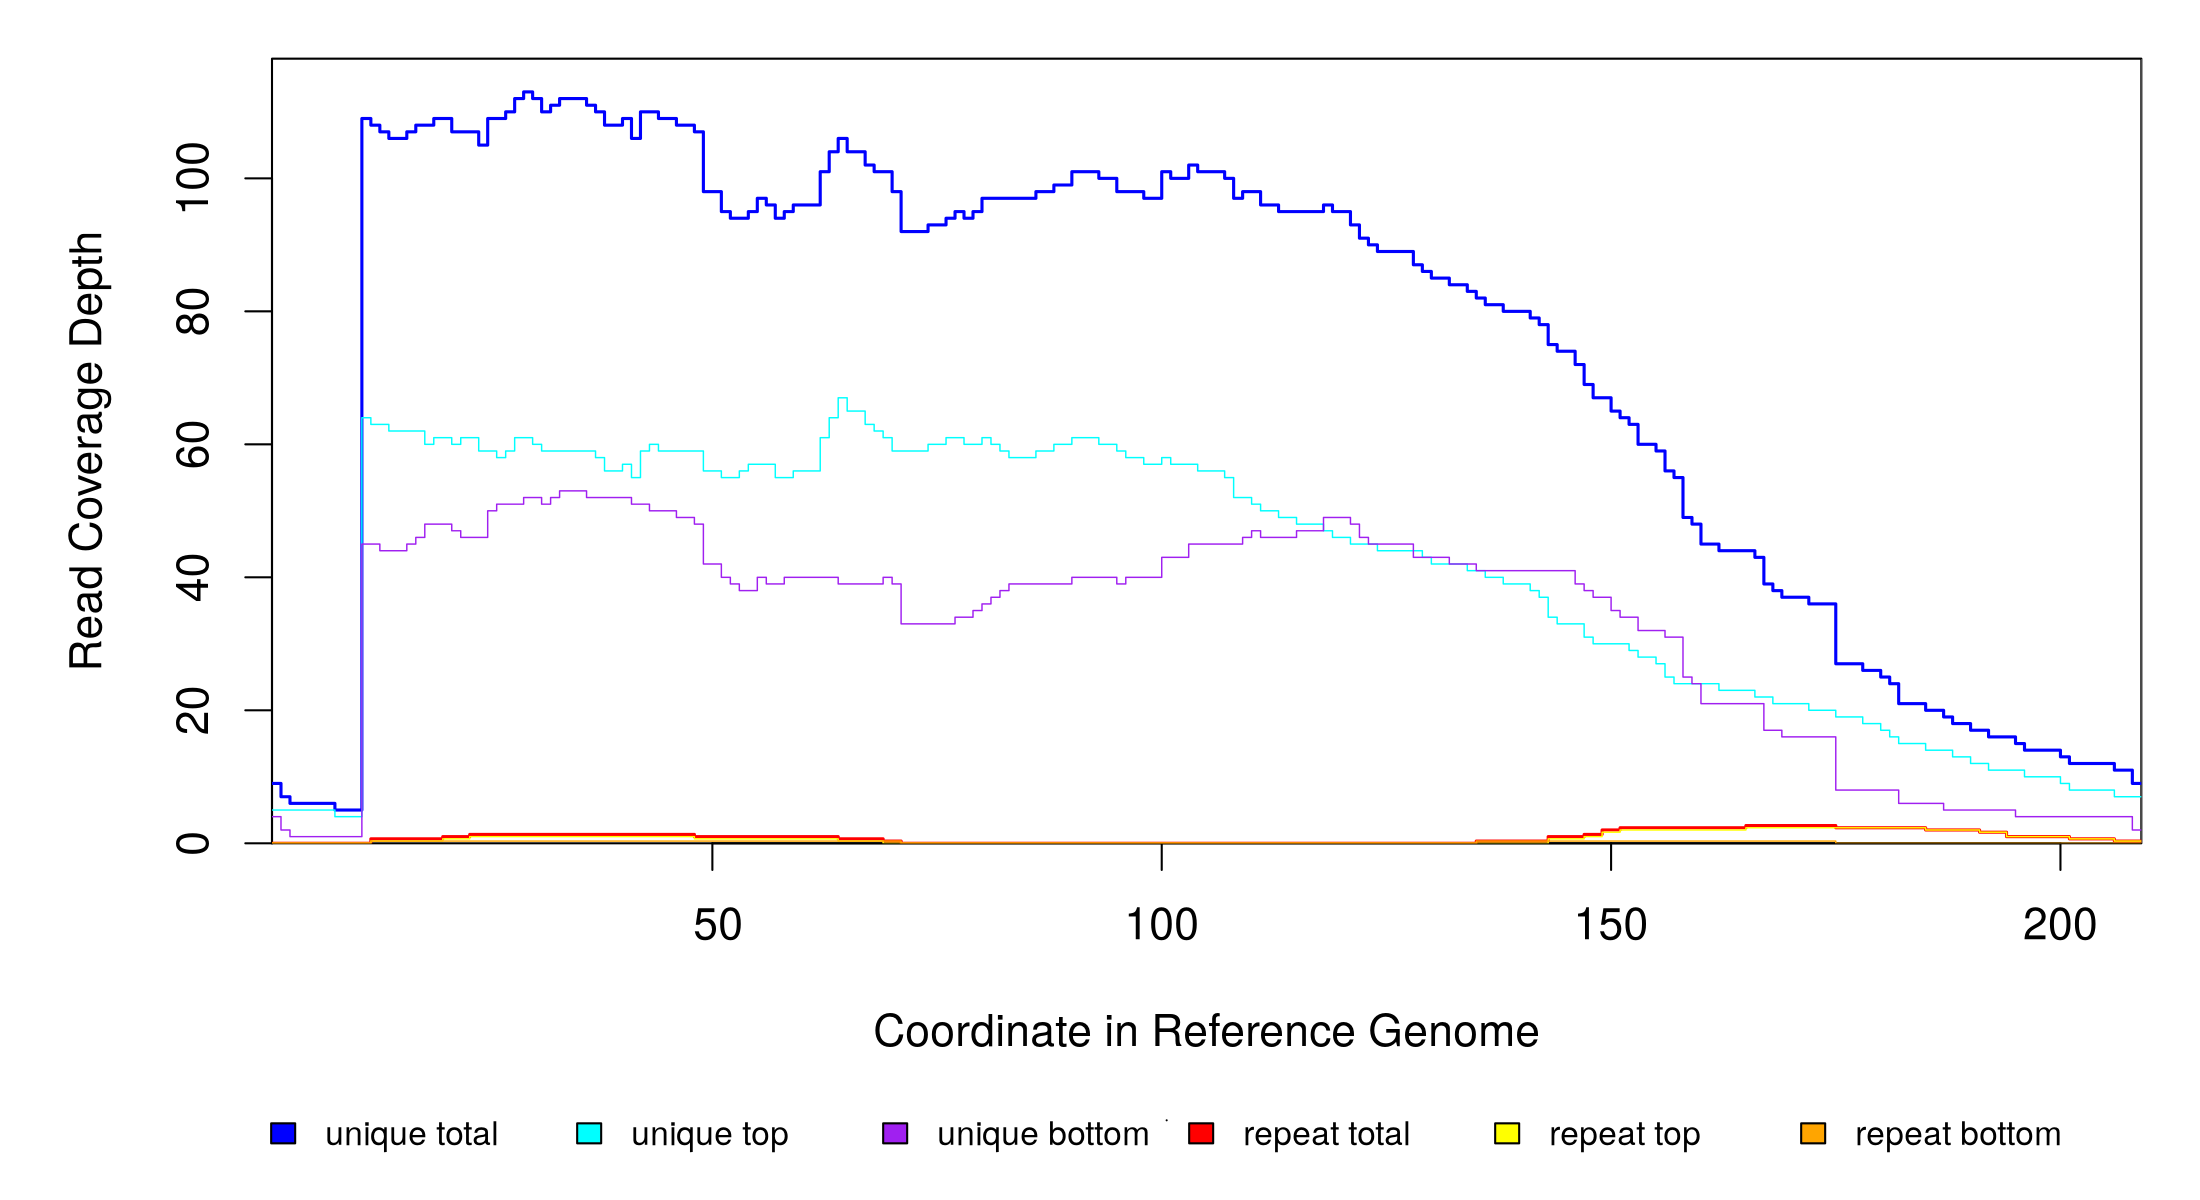 Read Coverage Depth
100
80
60
40
20
0
50 100 150 200
Coordinate in Reference Genome
unique total unique top unique bottom repeat total repeat top repeat bottom